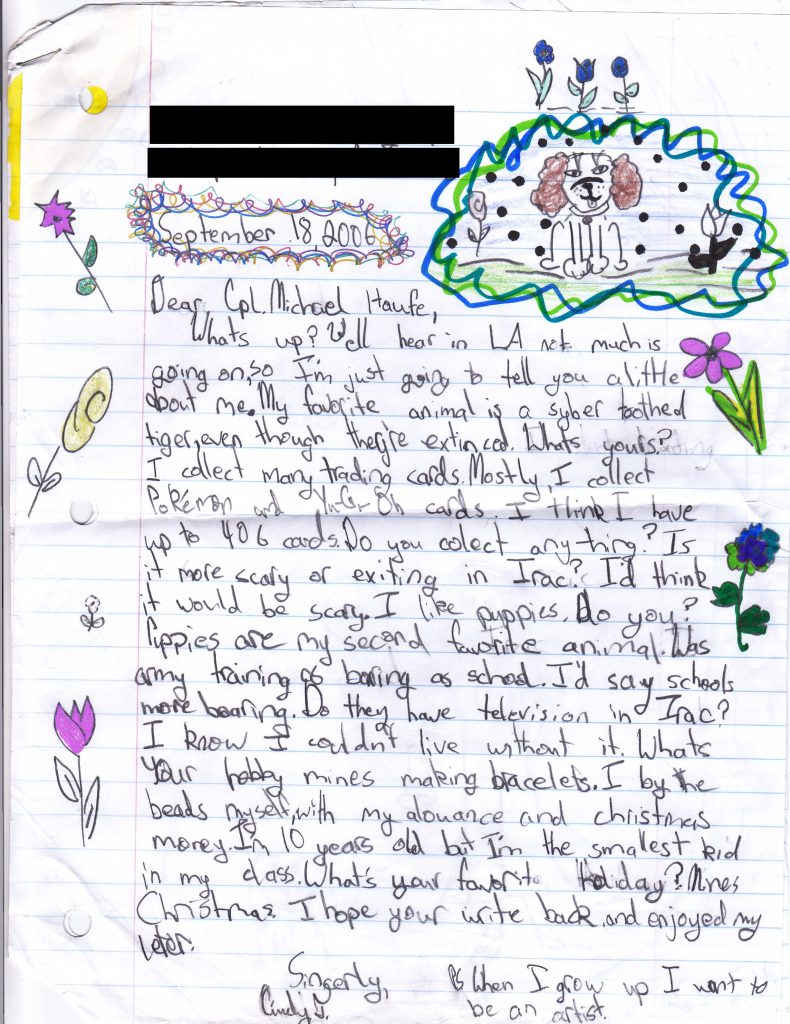 September 18, 2006
Dear, Cpl. Michael Haufe,
Whats up? Well hear in LA not much is
going on, so I'm just going to tell you a little
about me. My favorite animal is a syber toothed
tiger, even though they're extinced. Whats yours?
I collect many trading cards. Mostly, I collect
Pokémon and Yu-Gi-Oh cards. I think I have
up to 406 cards. Do you colect any thing? Is
it more scary or exiting in Irac? I'd think
it would be scary. I like puppies. Do you?
Puppies are my second favorite animal. Was
army training as boring as school. I'd say schools
more boaring. Do they have television in Irac?
I know I couldn't live without it. Whats
Your hobby mines making bracelets. I by the
beads myself, with my alouance and christmas
money. I'm 10 years old but I'm the smallest kid
in my class. What's your favorite Holiday? Mines
Christmas. I hope your write back, and enjoyed my
leter.
Singerly,
Cindy J.
PS When I grow up I want to
be an artist.